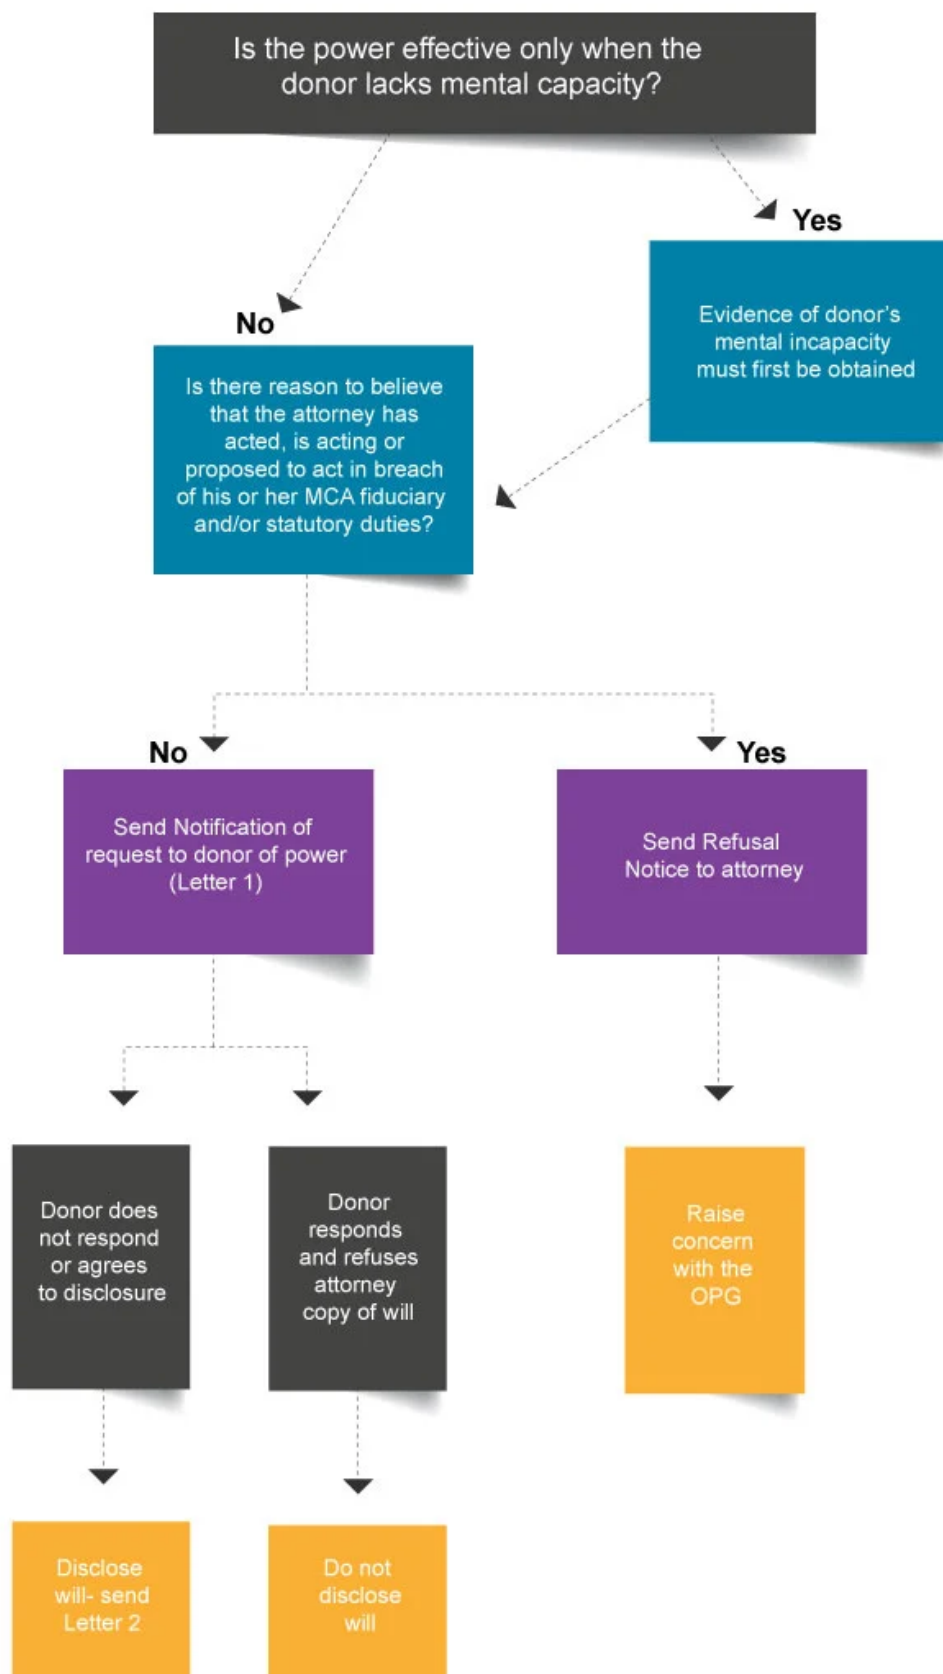 Is the power effective only when the
donor lacks mental capacity?
Yes
Evidence of donor's
mental incapacity
must first be obtained
No
Is there reason to believe
that the attorney has
acted, is acting or
proposed to act in breach
of his or her MCA fiduciary
and/or statutory duties?
No
Send Notification of
request to donor of power
(Letter 1)
Yes
Send Refusal
Notice to attorney
Donor does
not respond
or agrees
to disclosure
Donor
responds
and refuses
attorney
copy of will
Raise
concern
with the
OPG
Disclose
will- send
Letter 2
Do not
disclose
will